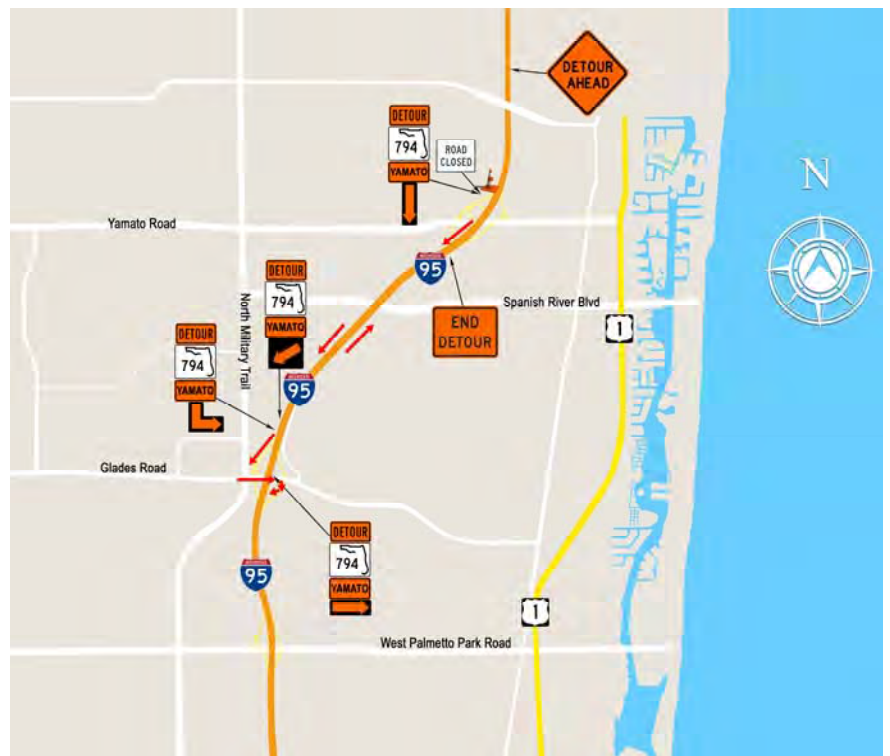 DETOUR
AHEAD
DETOUR
794
YAMATO
ROAD
CLOSED
N
Yamato Road
95
DETOUR
794
YAMATO
North Military Trail
Spanish River Blvd
END
DETOUR
1
DETOUR
794
YAMATO
95
Glades Road
DETOUR
794
YAMATO
95
1
West Palmetto Park Road